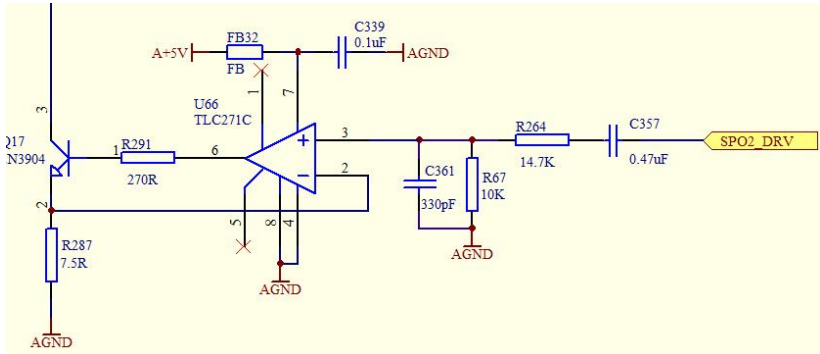 C339
0.1uF
FB32
A+5V
AGND
FB
1
7
U66
TLC271C
3
Q17
N3904
1
R291
270R
6
+
3
2
R264
14.7K
C357
0.47uF
SPO2_DRV
C361
330pF
R67
10K
2
5
8
4
R287
7.5R
AGND
AGND
AGND